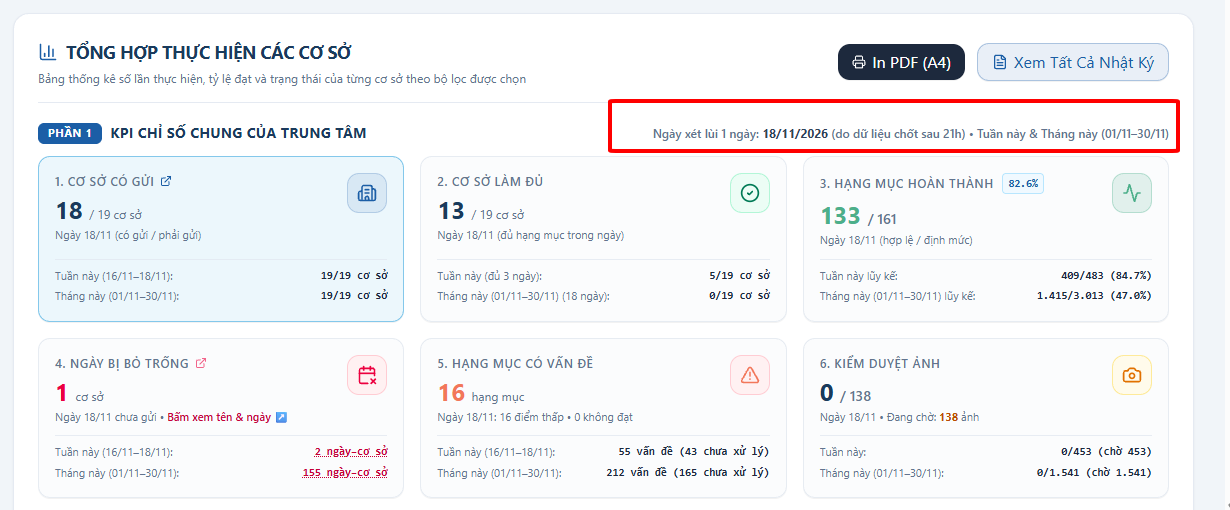 TỔNG HỢP THỰC HIỆN CÁC CƠ SỞ
Bảng thống kê số lần thực hiện, tỷ lệ đạt và trạng thái của từng cơ sở theo bộ lọc được chọn
In PDF (A4)
Xem Tất Cả Nhật Ký
PHẦN 1
KPI CHỈ SỐ CHUNG CỦA TRUNG TÂM
Ngày xét lùi 1 ngày: 18/11/2026 (do dữ liệu chốt sau 21h) • Tuần này & Tháng này (01/11–30/11)
1. CƠ SỞ CÓ GỬI
18 / 19 cơ sở
Ngày 18/11 (có gửi / phải gửi)
Tuần này (16/11–18/11): 19/19 cơ sở
Tháng này (01/11–30/11): 19/19 cơ sở
2. CƠ SỞ LÀM ĐỦ
13 / 19 cơ sở
Ngày 18/11 (đủ hạng mục trong ngày)
Tuần này (đủ 3 ngày): 5/19 cơ sở
Tháng này (01/11–30/11) (18 ngày): 0/19 cơ sở
3. HẠNG MỤC HOÀN THÀNH 82.6%
133 / 161
Ngày 18/11 (hợp lệ / định mức)
Tuần này lũy kế: 409/483 (84.7%)
Tháng này (01/11–30/11) lũy kế: 1.415/3.013 (47.0%)
4. NGÀY BỊ BỎ TRỐNG
1 cơ sở
Ngày 18/11 chưa gửi • Bấm xem tên & ngày
Tuần này (16/11–18/11): 2 ngày-cơ sở
Tháng này (01/11–30/11): 155 ngày-cơ sở
5. HẠNG MỤC CÓ VẤN ĐỀ
16 hạng mục
Ngày 18/11: 16 điểm thấp • 0 không đạt
Tuần này (16/11–18/11): 55 vấn đề (43 chưa xử lý)
Tháng này (01/11–30/11): 212 vấn đề (165 chưa xử lý)
6. KIỂM DUYỆT ẢNH
0 / 138
Ngày 18/11 • Đang chờ: 138 ảnh
Tuần này: 0/453 (chờ 453)
Tháng này (01/11–30/11): 0/1.541 (chờ 1.541)